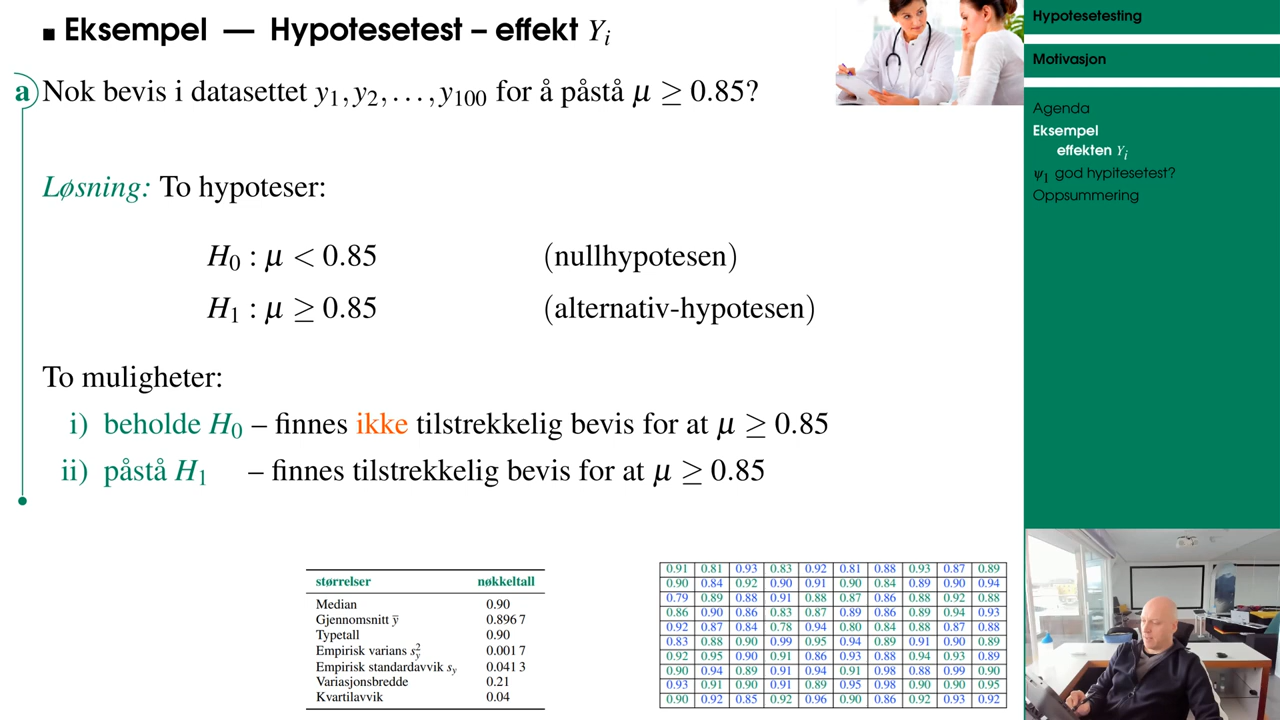 Eksempel — Hypotesetest – effekt Yᵢ
a Nok bevis i datasettet y₁, y₂, . . . , y₁₀₀ for å påstå μ ≥ 0.85?
Løsning: To hypoteser:
H₀ : μ < 0.85 (nullhypotesen)
H₁ : μ ≥ 0.85 (alternativ-hypotesen)
To muligheter:
i) beholde H₀ – finnes ikke tilstrekkelig bevis for at μ ≥ 0.85
ii) påstå H₁ – finnes tilstrekkelig bevis for at μ ≥ 0.85
størrelser nøkkeltall
Median 0.90
Gjennomsnitt y̅ 0.896 7
Typetall 0.90
Empirisk varians s²ᵧ 0.001 7
Empirisk standardavvik sᵧ 0.041 3
Variasjonsbredde 0.21
Kvartilavvik 0.04
0.91 0.81 0.93 0.83 0.92 0.81 0.88 0.93 0.87 0.89
0.90 0.84 0.92 0.90 0.91 0.90 0.84 0.89 0.90 0.94
0.79 0.89 0.88 0.91 0.88 0.87 0.86 0.88 0.92 0.88
0.86 0.90 0.86 0.83 0.87 0.89 0.86 0.89 0.94 0.93
0.92 0.87 0.84 0.78 0.94 0.80 0.84 0.88 0.87 0.88
0.83 0.88 0.90 0.99 0.95 0.94 0.89 0.91 0.90 0.89
0.92 0.95 0.90 0.91 0.86 0.93 0.88 0.94 0.93 0.89
0.90 0.94 0.89 0.91 0.94 0.91 0.98 0.88 0.99 0.90
0.93 0.91 0.90 0.91 0.89 0.95 0.98 0.90 0.90 0.95
0.90 0.92 0.85 0.92 0.96 0.90 0.86 0.92 0.93 0.92
Hypotesetesting
Motivasjon
Agenda
Eksempel
effekten Yᵢ
ψ₁ god hypitesetest?
Oppsummering